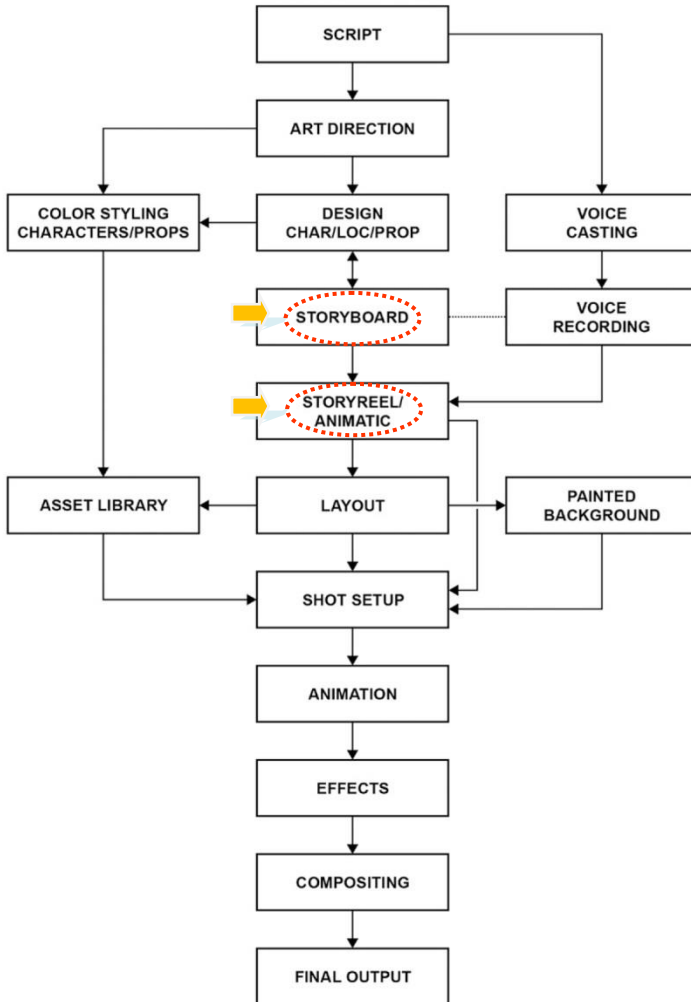 SCRIPT
ART DIRECTION
COLOR STYLING
CHARACTERS/PROPS
DESIGN
CHAR/LOC/PROP
VOICE
CASTING
STORYBOARD
VOICE
RECORDING
STORYREEL/
ANIMATIC
ASSET LIBRARY
LAYOUT
PAINTED
BACKGROUND
SHOT SETUP
ANIMATION
EFFECTS
COMPOSITING
FINAL OUTPUT